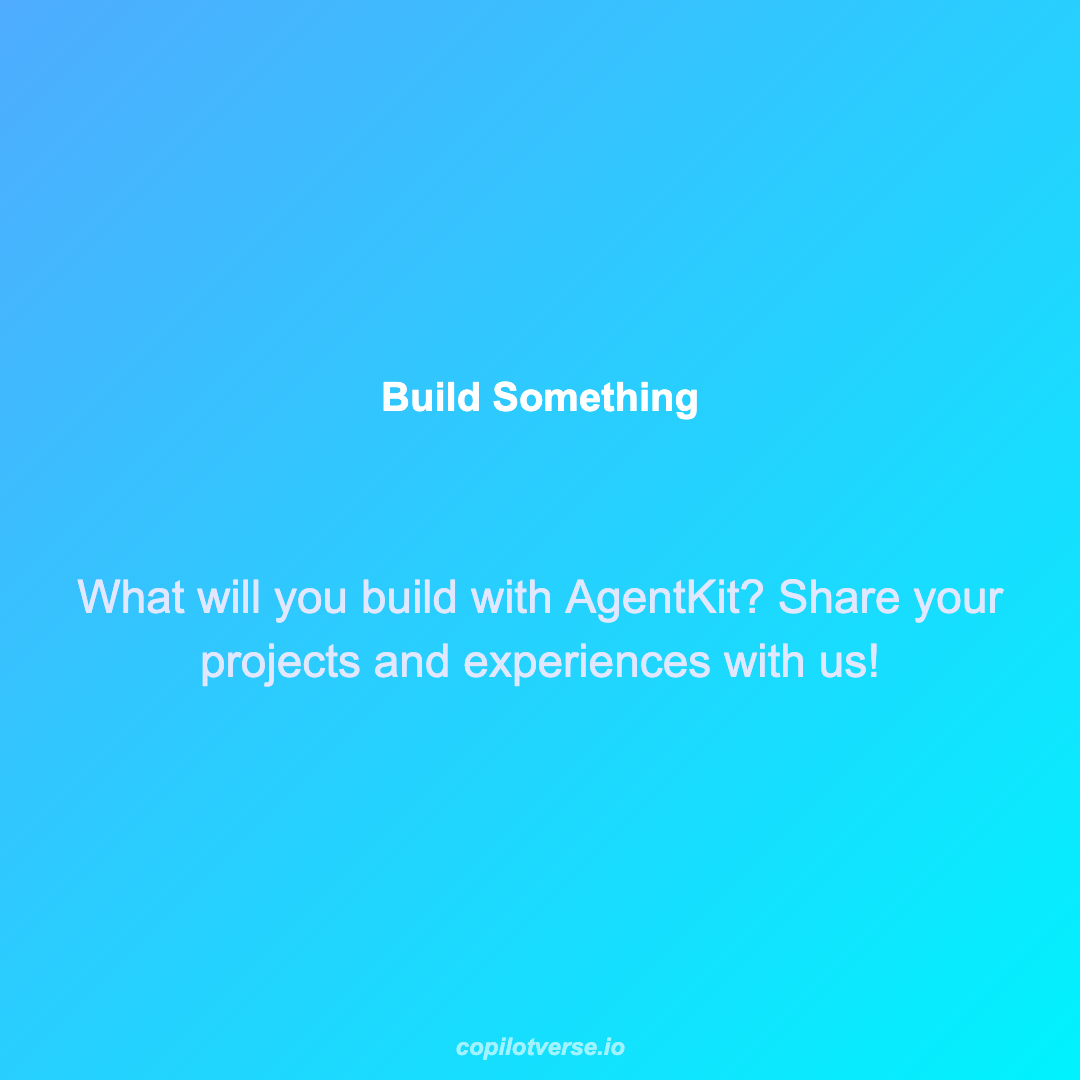 Build Something
What will you build with AgentKit? Share your
projects and experiences with us!
copilotverse.io